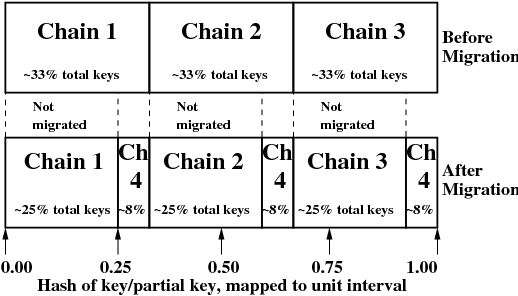 Chain 1 Chain 2 Chain 3
Before
Migration
~33% total keys ~33% total keys ~33% total keys
Not Not Not
migrated migrated migrated
Chain 1 Ch Chain 2 Ch Chain 3 Ch
4 4 4
After
Migration
~25% total keys ~8% ~25% total keys ~8% ~25% total keys ~8%
0.00 0.25 0.50 0.75 1.00
Hash of key/partial key, mapped to unit interval